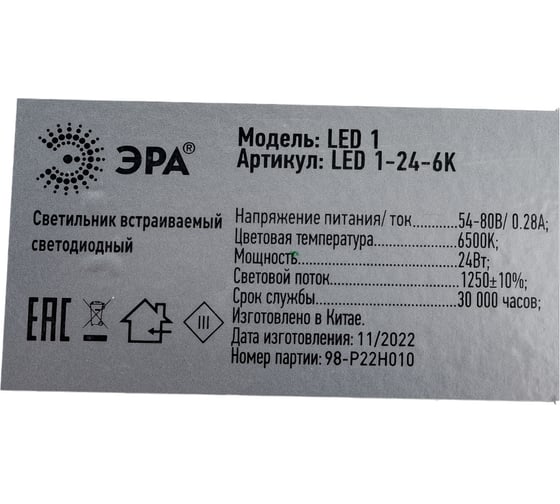 ЭРА®
Модель: LED 1
Артикул: LED 1-24-6K
Светильник встраиваемый
светодиодный
Напряжение питания/ ток 54-80В/ 0.28А;
Цветовая температура 6500К;
Мощность 24Вт;
Световой поток 1250±10%;
Срок службы 30 000 часов;
Изготовлено в Китае.
Дата изготовления: 11/2022
Номер партии: 98-P22H010
EAC
III